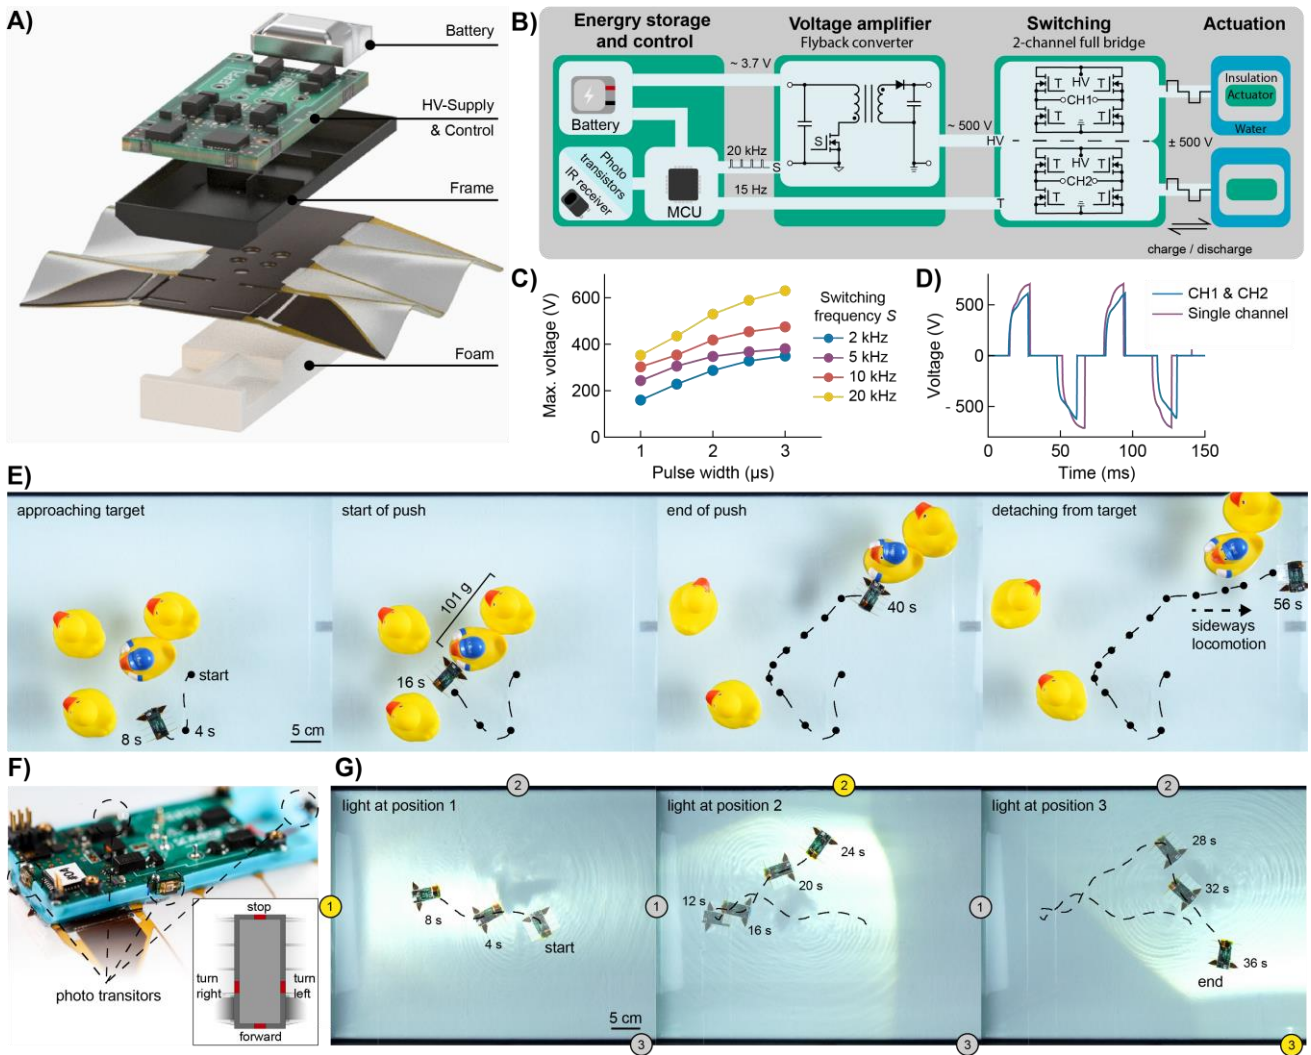 A)
Battery
HV-Supply
& Control
Frame
Foam
B)
Energry storage
and control
Voltage amplifier
Flyback converter
Switching
2-channel full bridge
Actuation
~ 3.7 V
Battery
Photo
transistors
IR receiver
MCU
20 kHz
S
15 Hz
S
~ 500 V
HV
T
T HV T
CH1
T T
T HV T
CH2
T T
± 500 V
charge / discharge
Insulation
Actuator
Water
C)
Max. voltage (V)
600
400
200
0
1 2 3
Pulse width (µs)
Switching
frequency S
2 kHz
5 kHz
10 kHz
20 kHz
D)
Voltage (V)
500
0
- 500
0 50 100 150
Time (ms)
CH1 & CH2
Single channel
E)
approaching target
start
8 s
4 s
5 cm
start of push
101 g
16 s
end of push
40 s
detaching from target
sideways
locomotion
56 s
F)
photo transitors
stop
turn
right
turn
left
forward
G)
light at position 1
1
2
3
8 s
4 s
start
5 cm
light at position 2
1
2
3
12 s
16 s
20 s
24 s
light at position 3
2
3
28 s
32 s
36 s
end